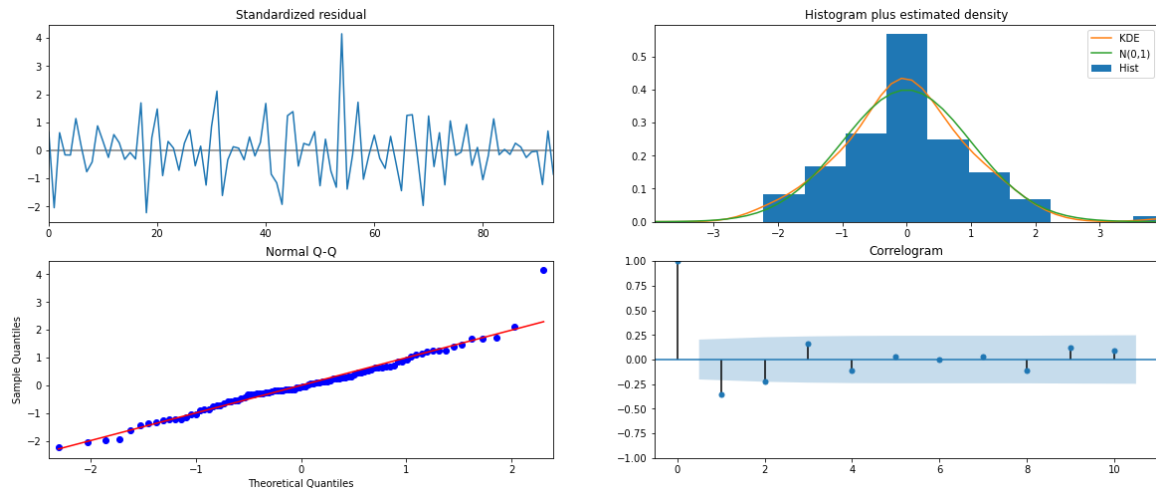 Standardized residual
4
3
2
1
0
−1
−2
0 20 40 60 80
Histogram plus estimated density
KDE
N(0,1)
Hist
0.5
0.4
0.3
0.2
0.1
0.0
−3 −1 0 1 2 3
Normal Q-Q
Sample Quantiles
4
3
2
1
0
−1
−2
−2 −1 0 1 2
Theoretical Quantiles
Correlogram
1.00
0.75
0.50
0.25
0.00
−0.25
−0.50
−0.75
−1.00
0 2 4 6 8 10